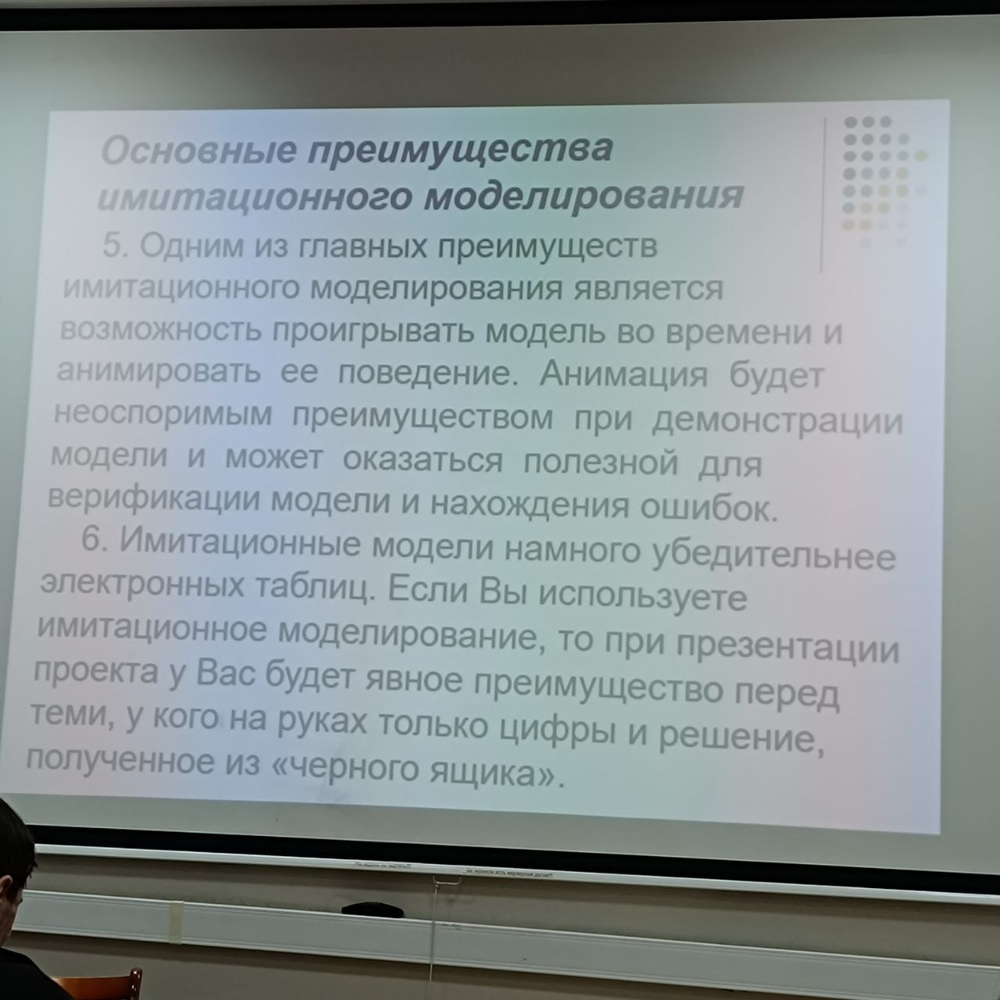 Основные преимущества
имитационного моделирования
5. Одним из главных преимуществ
имитационного моделирования является
возможность проигрывать модель во времени и
анимировать ее поведение. Анимация будет
неоспоримым преимуществом при демонстрации
модели и может оказаться полезной для
верификации модели и нахождения ошибок.
6. Имитационные модели намного убедительнее
электронных таблиц. Если Вы используете
имитационное моделирование, то при презентации
проекта у Вас будет явное преимущество перед
теми, у кого на руках только цифры и решение,
полученное из «черного ящика».